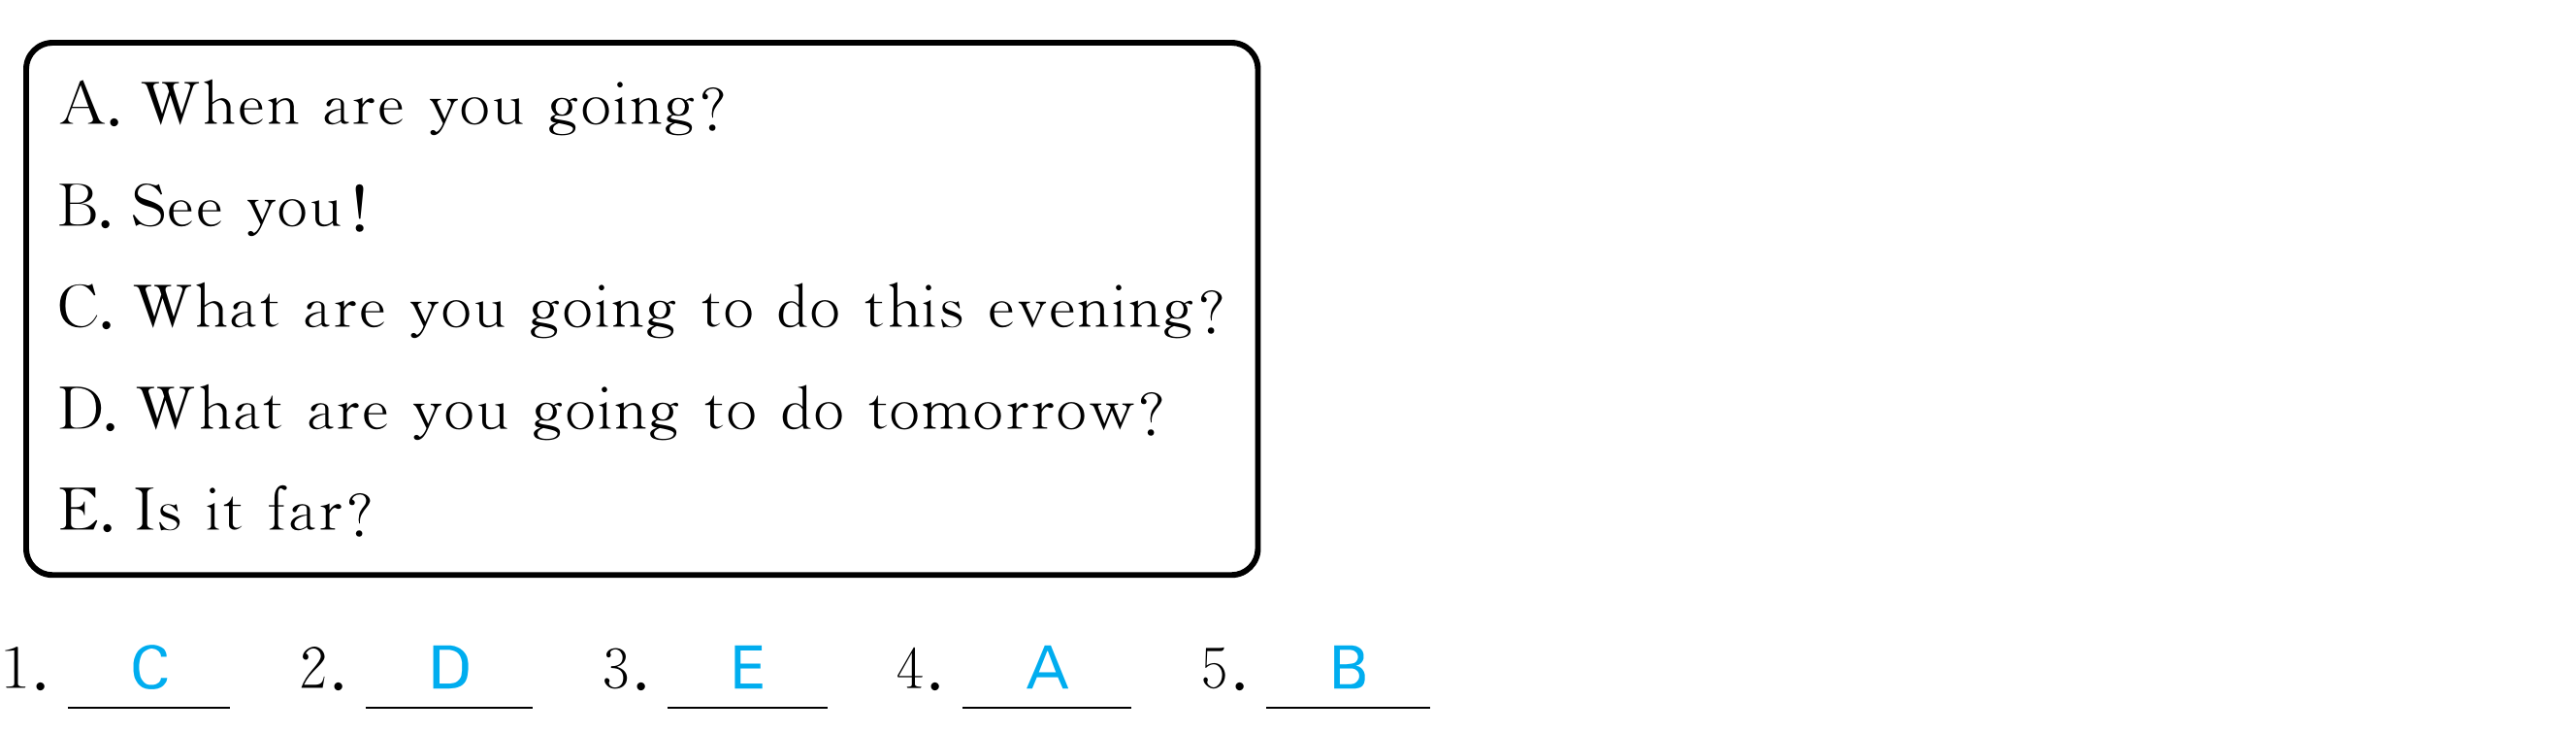 A. When are you going?
B. See you!
C. What are you going to do this evening?
D. What are you going to do tomorrow?
E. Is it far?
1. C 2. D 3. E 4. A 5. B